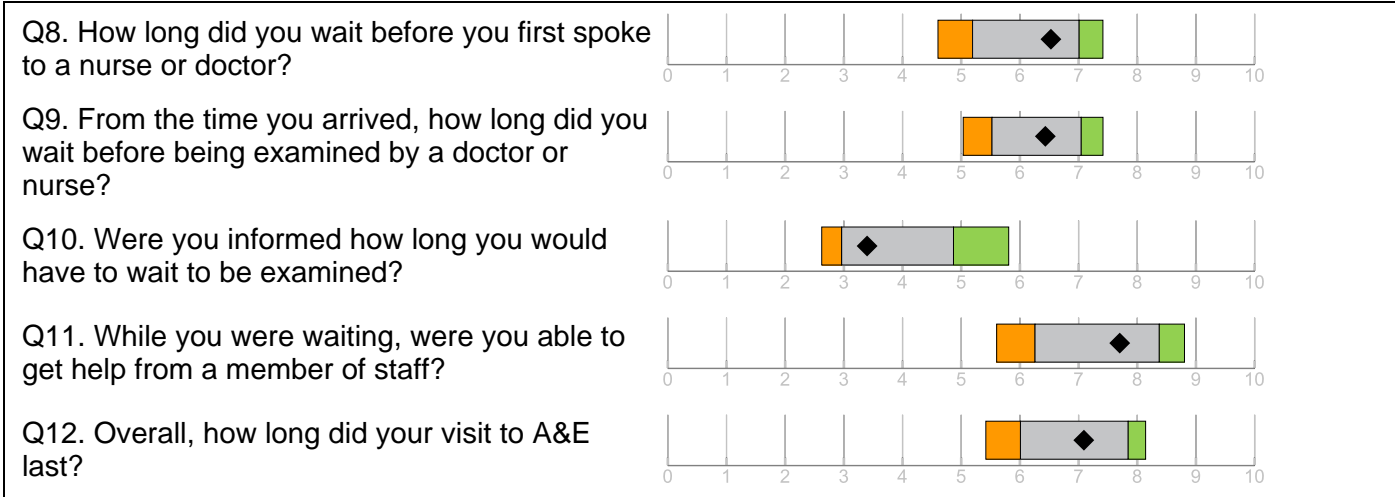 Q8. How long did you wait before you first spoke
to a nurse or doctor?
0 1 2 3 4 5 6 7 8 9 10
Q9. From the time you arrived, how long did you
wait before being examined by a doctor or
nurse?
0 1 2 3 4 5 6 7 8 9 10
Q10. Were you informed how long you would
have to wait to be examined?
0 1 2 3 4 5 6 7 8 9 10
Q11. While you were waiting, were you able to
get help from a member of staff?
0 1 2 3 4 5 6 7 8 9 10
Q12. Overall, how long did your visit to A&E
last?
0 1 2 3 4 5 6 7 8 9 10